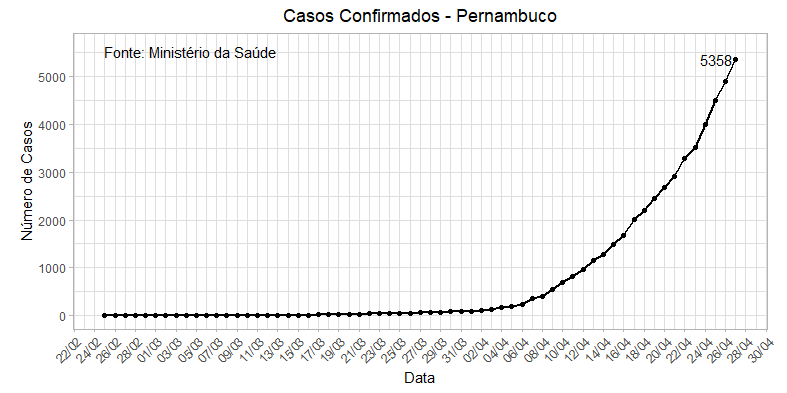 Casos Confirmados - Pernambuco
Fonte: Ministério da Saúde
5358
Número de Casos
5000
4000
3000
2000
1000
0
22/02 24/02 26/02 28/02 01/03 03/03 05/03 07/03 09/03 11/03 13/03 15/03 17/03 19/03 21/03 23/03 25/03 27/03 29/03 31/03 02/04 04/04 06/04 08/04 10/04 12/04 14/04 16/04 18/04 20/04 22/04 24/04 26/04 28/04 30/04
Data